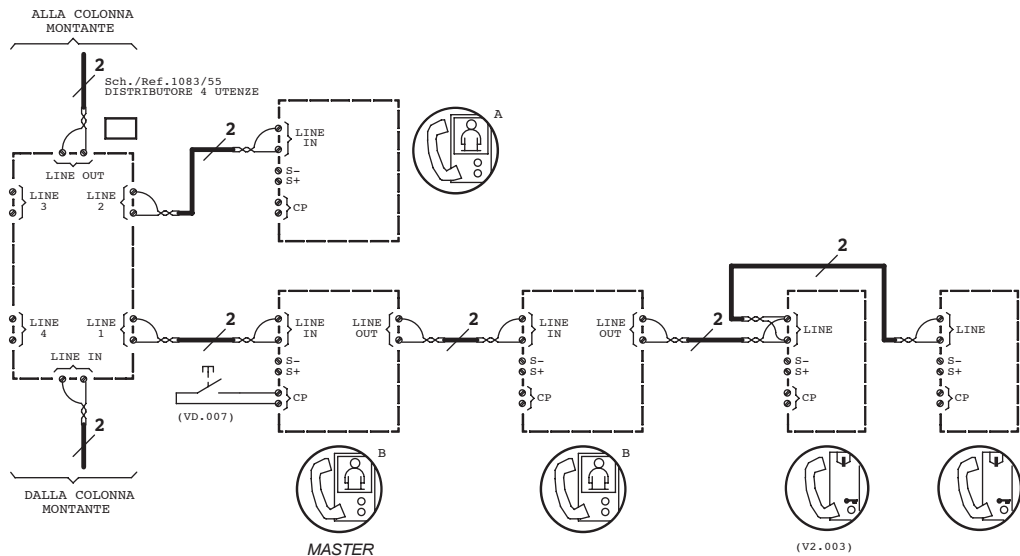 ALLA COLONNA
MONTANTE
2
Sch./Ref.1083/55
DISTRIBUTORE 4 UTENZE
LINE OUT
LINE
3
LINE
2
LINE
4
LINE
1
LINE IN
2
DALLA COLONNA
MONTANTE
2
LINE
IN
S-
S+
CP
A
2
(VD.007)
LINE
IN
LINE
OUT
S-
S+
CP
B
MASTER
2
LINE
IN
LINE
OUT
S-
S+
CP
B
2
2
LINE
S-
S+
CP
(V2.003)
LINE
S-
S+
CP